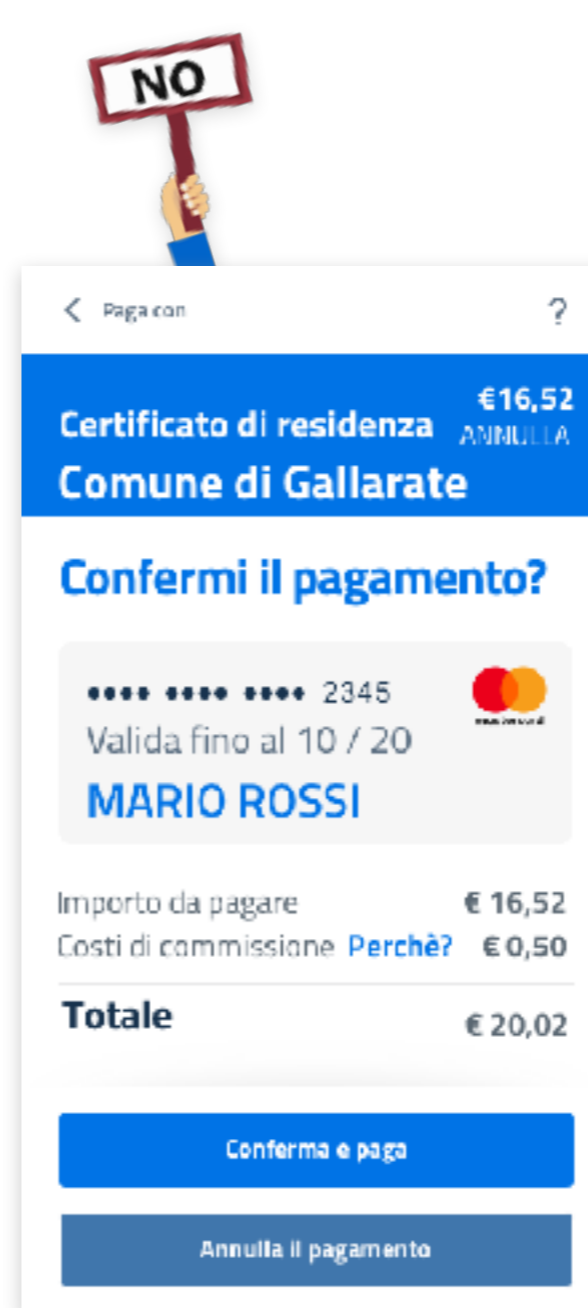 NO
Paga con ?
€16,52
Certificato di residenza ANNULLA
Comune di Gallarate
Confermi il pagamento?
•••• •••• •••• 2345
mastercard
Valida fino al 10 / 20
MARIO ROSSI
Importo da pagare € 16,52
Costi di commissione Perchè? € 0,50
Totale € 20,02
Conferma e paga
Annulla il pagamento